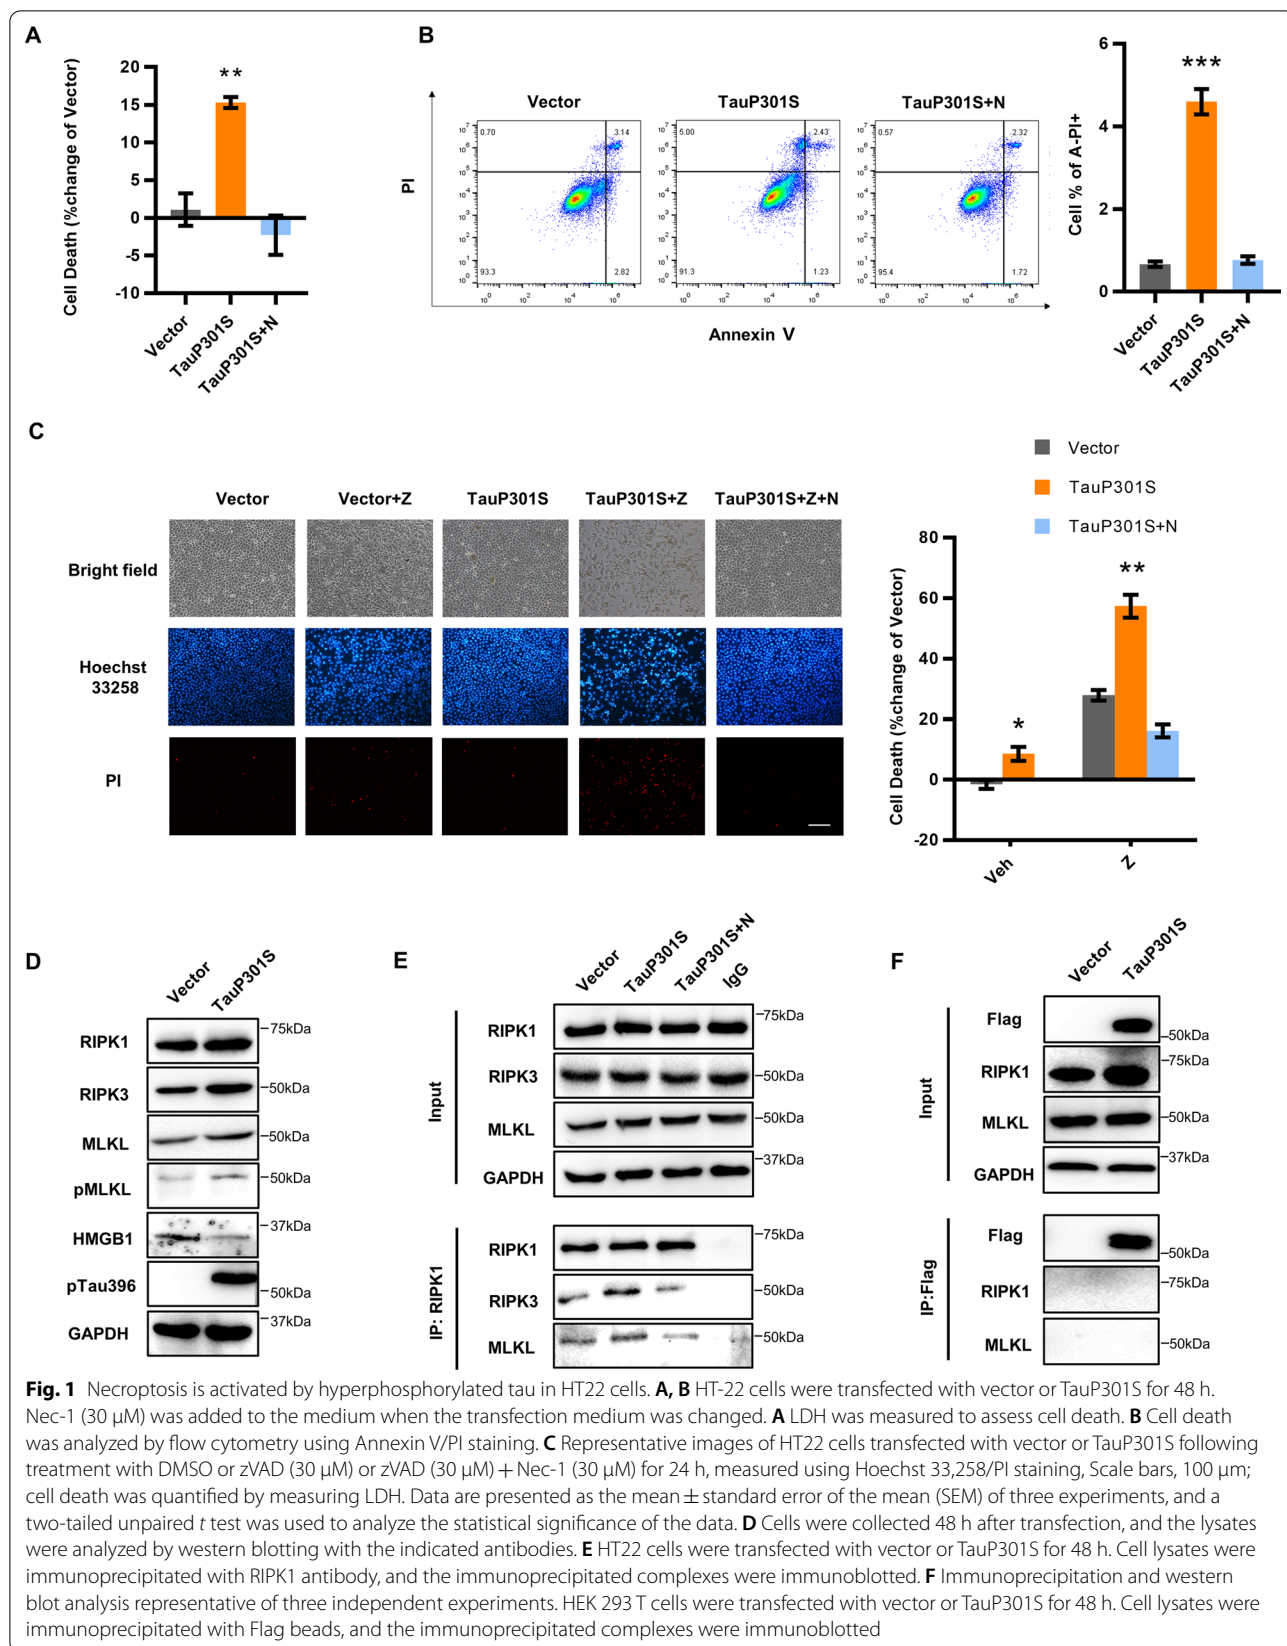 A
Cell Death (%change of Vector)
20
15
10
5
0
-5
-10
**
Vector
TauP301S
TauP301S+N
B
PI
Vector
TauP301S
TauP301S+N
0.70
3.14
93.3
2.82
5.00
2.43
91.3
1.23
0.57
2.32
95.4
1.72
10⁷
10⁶
10⁵
10⁴
10³
10²
10¹
10⁰
10⁰
10²
10⁴
10⁶
Annexin V
Cell % of A-PI+
6
4
2
0
***
Vector
TauP301S
TauP301S+N
C
Vector
Vector+Z
TauP301S
TauP301S+Z
TauP301S+Z+N
Bright field
Hoechst
33258
PI
Vector
TauP301S
TauP301S+N
Cell Death (%change of Vector)
80
60
40
20
0
-20
*
**
Veh
Z
D
Vector
TauP301S
RIPK1
75kDa
RIPK3
50kDa
MLKL
50kDa
pMLKL
50kDa
HMGB1
37kDa
pTau396
50kDa
GAPDH
37kDa
E
Vector
TauP301S
TauP301S+N
IgG
Input
RIPK1
75kDa
RIPK3
50kDa
MLKL
50kDa
GAPDH
37kDa
IP: RIPK1
RIPK1
75kDa
RIPK3
50kDa
MLKL
50kDa
F
Vector
TauP301S
Input
Flag
50kDa
RIPK1
75kDa
MLKL
50kDa
GAPDH
37kDa
IP:Flag
Flag
50kDa
RIPK1
75kDa
MLKL
50kDa
Fig. 1 Necroptosis is activated by hyperphosphorylated tau in HT22 cells. A, B HT-22 cells were transfected with vector or TauP301S for 48 h.
Nec-1 (30 µM) was added to the medium when the transfection medium was changed. A LDH was measured to assess cell death. B Cell death
was analyzed by flow cytometry using Annexin V/PI staining. C Representative images of HT22 cells transfected with vector or TauP301S following
treatment with DMSO or zVAD (30 µM) or zVAD (30 µM) + Nec-1 (30 µM) for 24 h, measured using Hoechst 33,258/PI staining, Scale bars, 100 µm;
cell death was quantified by measuring LDH. Data are presented as the mean ± standard error of the mean (SEM) of three experiments, and a
two-tailed unpaired t test was used to analyze the statistical significance of the data. D Cells were collected 48 h after transfection, and the lysates
were analyzed by western blotting with the indicated antibodies. E HT22 cells were transfected with vector or TauP301S for 48 h. Cell lysates were
immunoprecipitated with RIPK1 antibody, and the immunoprecipitated complexes were immunoblotted. F Immunoprecipitation and western
blot analysis representative of three independent experiments. HEK 293 T cells were transfected with vector or TauP301S for 48 h. Cell lysates were
immunoprecipitated with Flag beads, and the immunoprecipitated complexes were immunoblotted